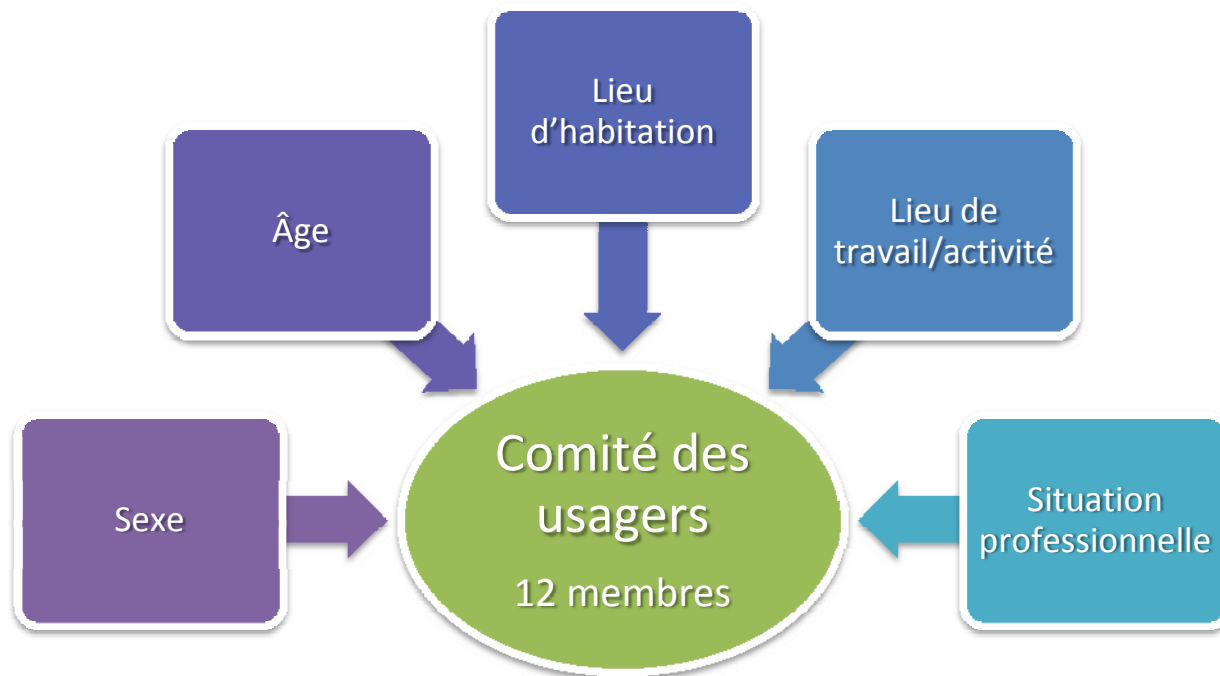 Lieu
d’habitation
Âge
Lieu de
travail/activité
Sexe
Comité des
usagers
12 membres
Situation
professionnelle